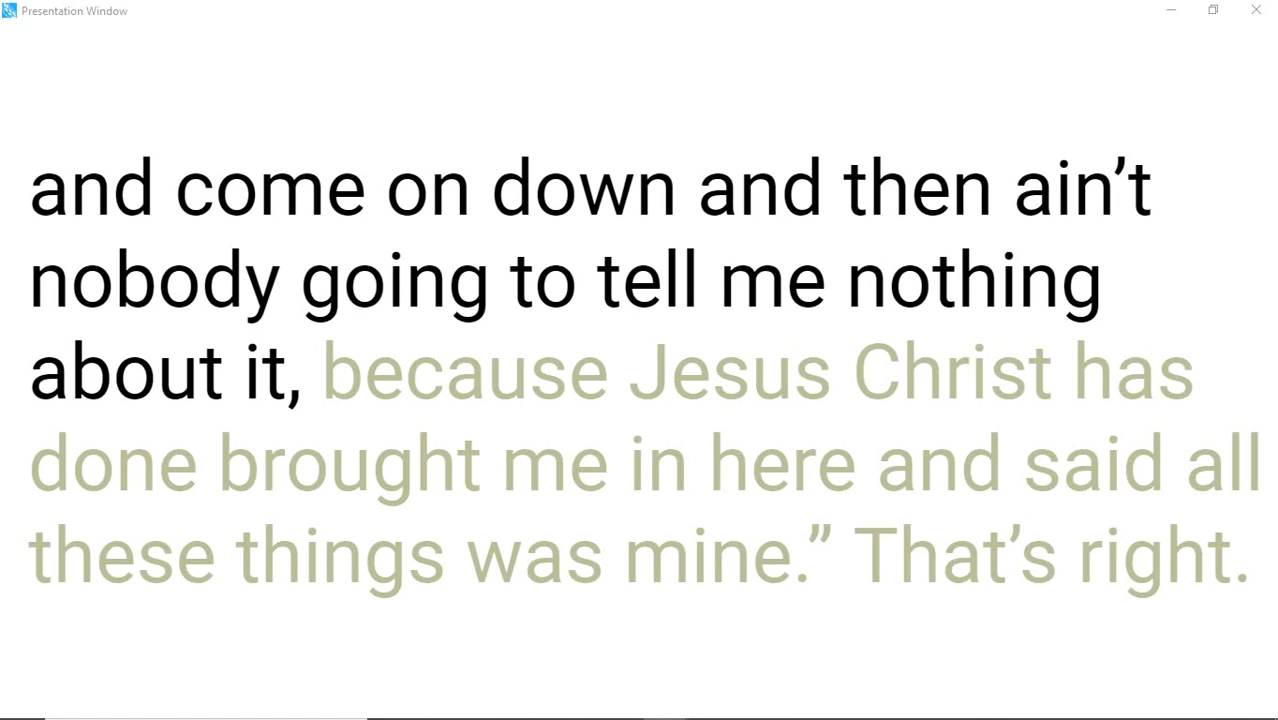 Presentation Window
and come on down and then ain’t
nobody going to tell me nothing
about it, because Jesus Christ has
done brought me in here and said all
these things was mine.” That’s right.